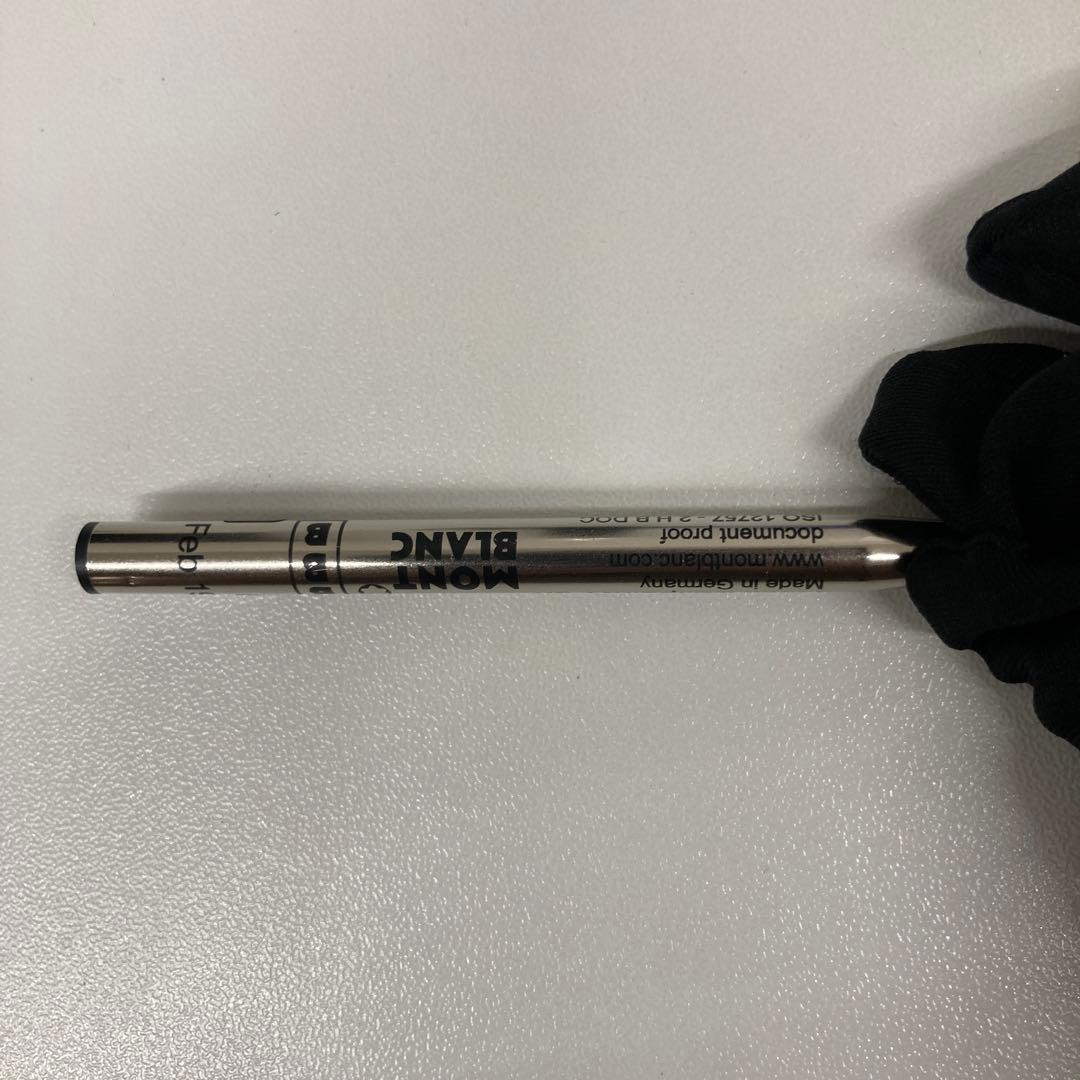 Made in Germany
www.montblanc.com
document proof
ISO 12757 - 2 H B DOC
MONT
BLANC
B
Feb